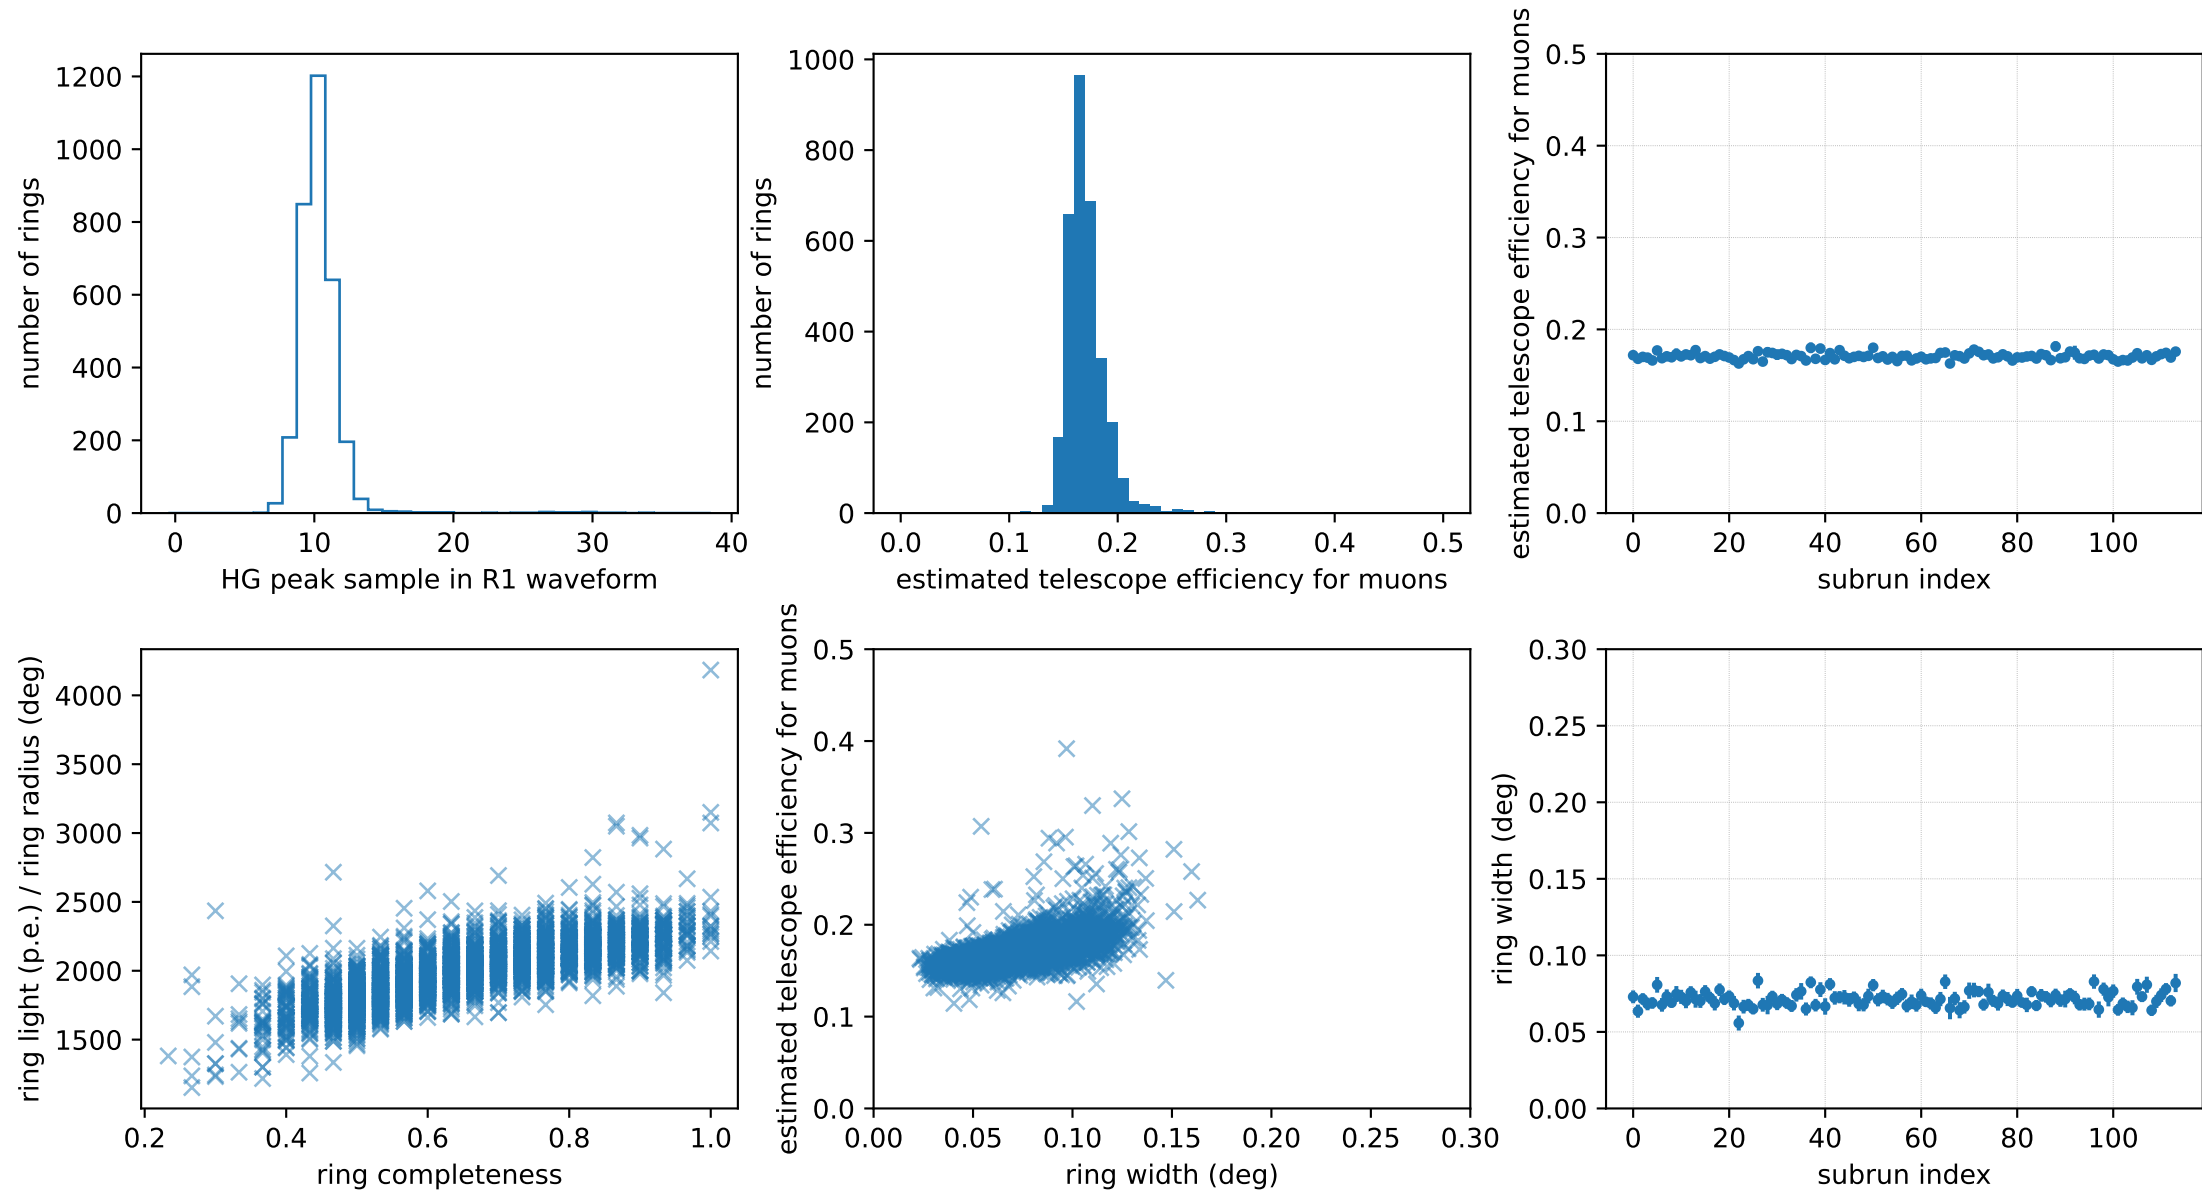 number of rings
1200
1000
800
600
400
200
0
0 10 20 30 40
HG peak sample in R1 waveform
number of rings
1000
800
600
400
200
0
0.0 0.1 0.2 0.3 0.4 0.5
estimated telescope efficiency for muons
estimated telescope efficiency for muons
0.5
0.4
0.3
0.2
0.1
0.0
0 20 40 60 80 100
subrun index
ring light (p.e.) / ring radius (deg)
4000
3500
3000
2500
2000
1500
0.2 0.4 0.6 0.8 1.0
ring completeness
estimated telescope efficiency for muons
0.5
0.4
0.3
0.2
0.1
0.0
0.00 0.05 0.10 0.15 0.20 0.25 0.30
ring width (deg)
ring width (deg)
0.30
0.25
0.20
0.15
0.10
0.05
0.00
0 20 40 60 80 100
subrun index